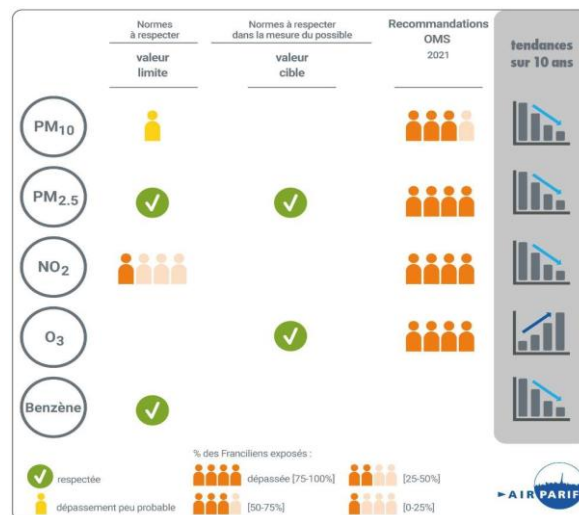 Normes
à respecter
valeur
limite
Normes à respecter
dans la mesure du possible
valeur
cible
Recommandations
OMS
2021
tendances
sur 10 ans
PM10
PM2.5
NO2
O3
Benzène
% des Franciliens exposés :
respectée
dépassée [75-100%]
[25-50%]
dépassement peu probable
[50-75%]
[0-25%]
AIRPARIF